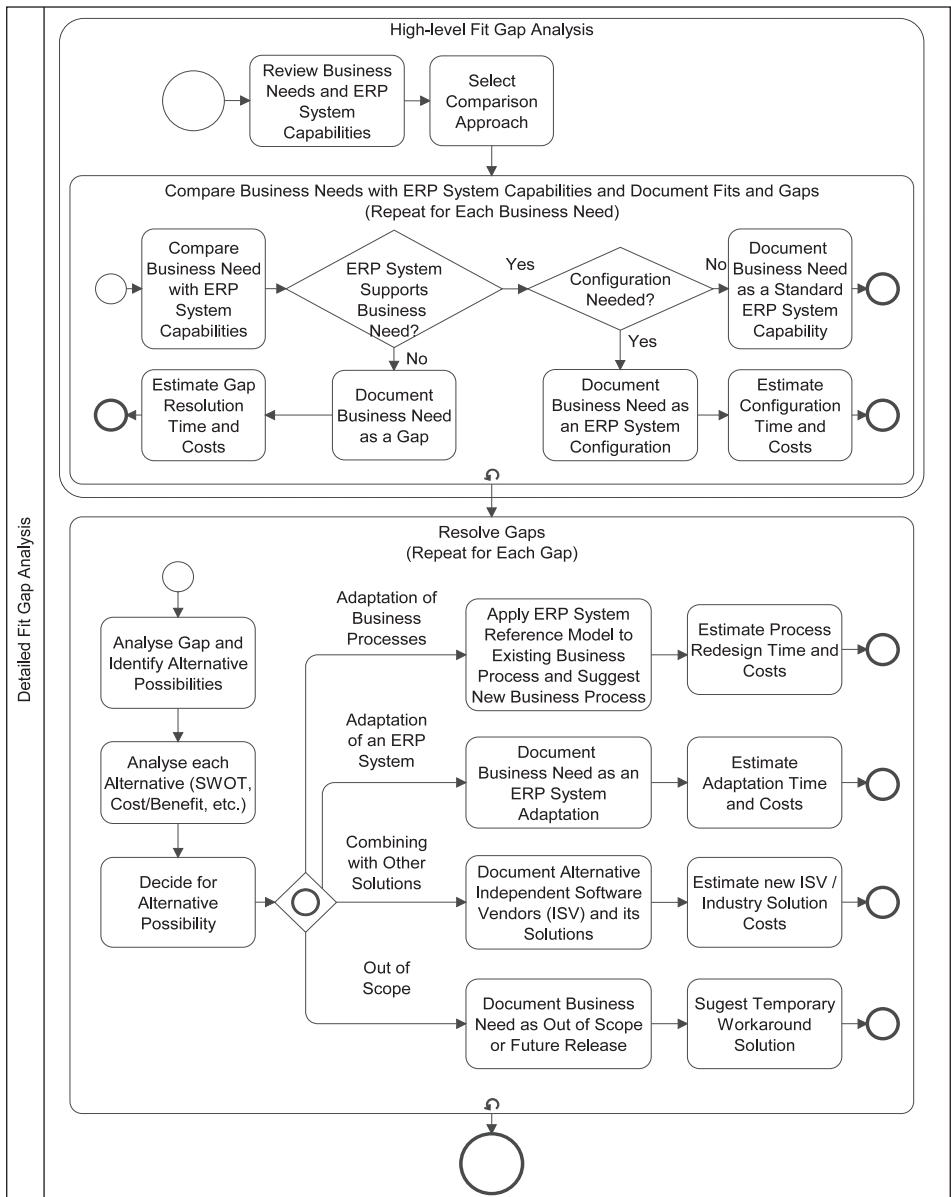 Detailed Fit Gap Analysis
High-level Fit Gap Analysis
Review Business
Needs and ERP
System
Capabilities
Select
Comparison
Approach
Compare Business Needs with ERP System Capabilities and Document Fits and Gaps
(Repeat for Each Business Need)
Compare
Business Need
with ERP
System
Capabilities
ERP System
Supports
Business
Need?
Yes
Configuration
Needed?
No
Document
Business Need
as a Standard
ERP System
Capability
No
Yes
Estimate Gap
Resolution
Time and
Costs
Document
Business Need
as a Gap
Document
Business Need as
an ERP System
Configuration
Estimate
Configuration
Time and
Costs
Resolve Gaps
(Repeat for Each Gap)
Analyse Gap and
Identify Alternative
Possibilities
Analyse each
Alternative (SWOT,
Cost/Benefit, etc.)
Decide for
Alternative
Possibility
Adaptation of
Business
Processes
Apply ERP System
Reference Model to
Existing Business
Process and Suggest
New Business Process
Estimate Process
Redesign Time and
Costs
Adaptation
of an ERP
System
Document
Business Need as an
ERP System
Adaptation
Estimate
Adaptation Time
and Costs
Combining
with Other
Solutions
Document Alternative
Independent Software
Vendors (ISV) and its
Solutions
Estimate new ISV /
Industry Solution
Costs
Out of
Scope
Document Business
Need as Out of Scope
or Future Release
Sugest Temporary
Workaround
Solution